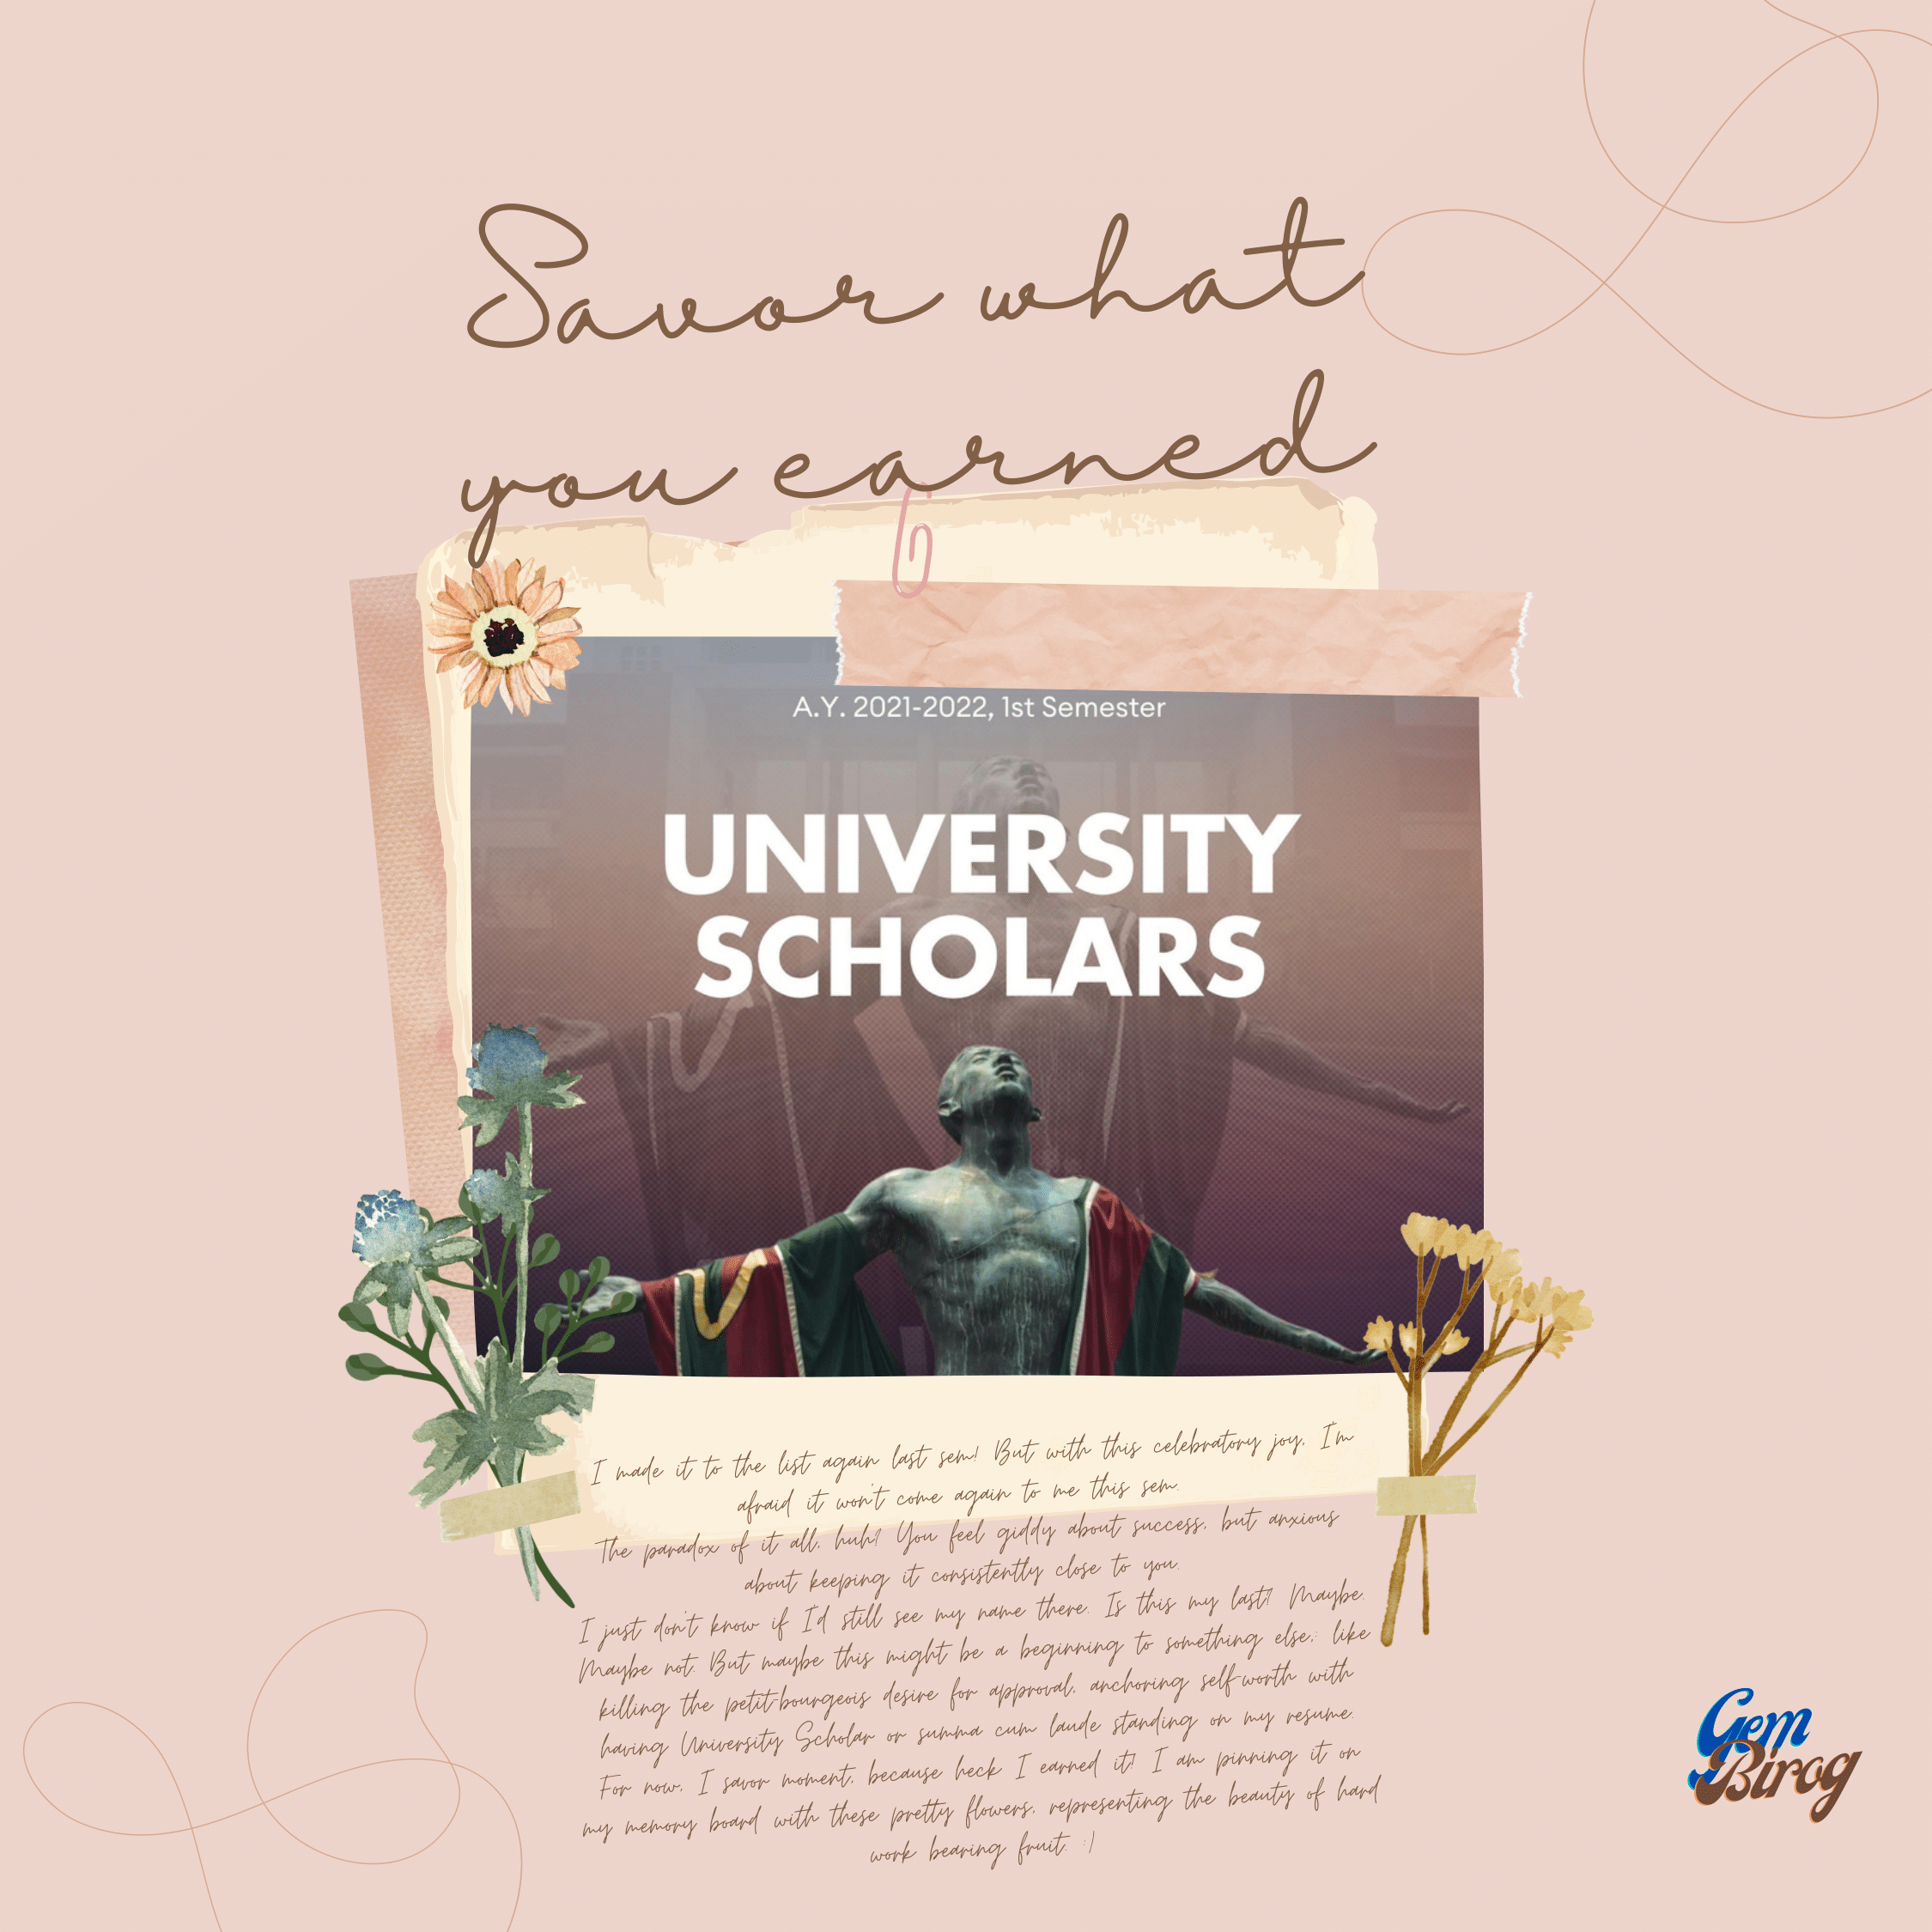 Savor what
you earned
A.Y. 2021-2022, 1st Semester
UNIVERSITY
SCHOLARS
I made it to the list again last sem! But with this celebratory joy, I'm
afraid it won't come again to me this sem.
The paradox of it all, huh? You feel giddy about success, but anxious
about keeping it consistently close to you.
I just don't know if I'd still see my name there. Is this my last? Maybe.
Maybe not. But maybe this might be a beginning to something else; like
killing the petit-bourgeois desire for approval, anchoring self-worth with
having University Scholar or summa cum laude standing on my resume.
For now, I savor moment, because heck I earned it! I am pinning it on
my memory board with these pretty flowers, representing the beauty of hard
work bearing fruit. :)
Gem
Birog